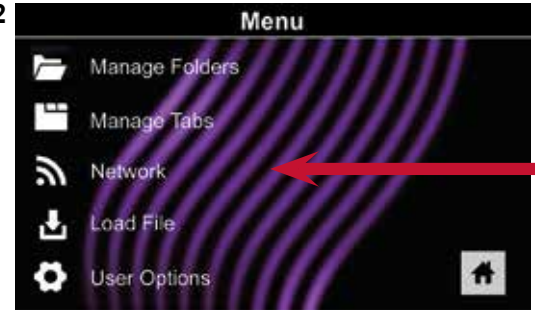 2
Menu
Manage Folders
Manage Tabs
Network
Load File
User Options